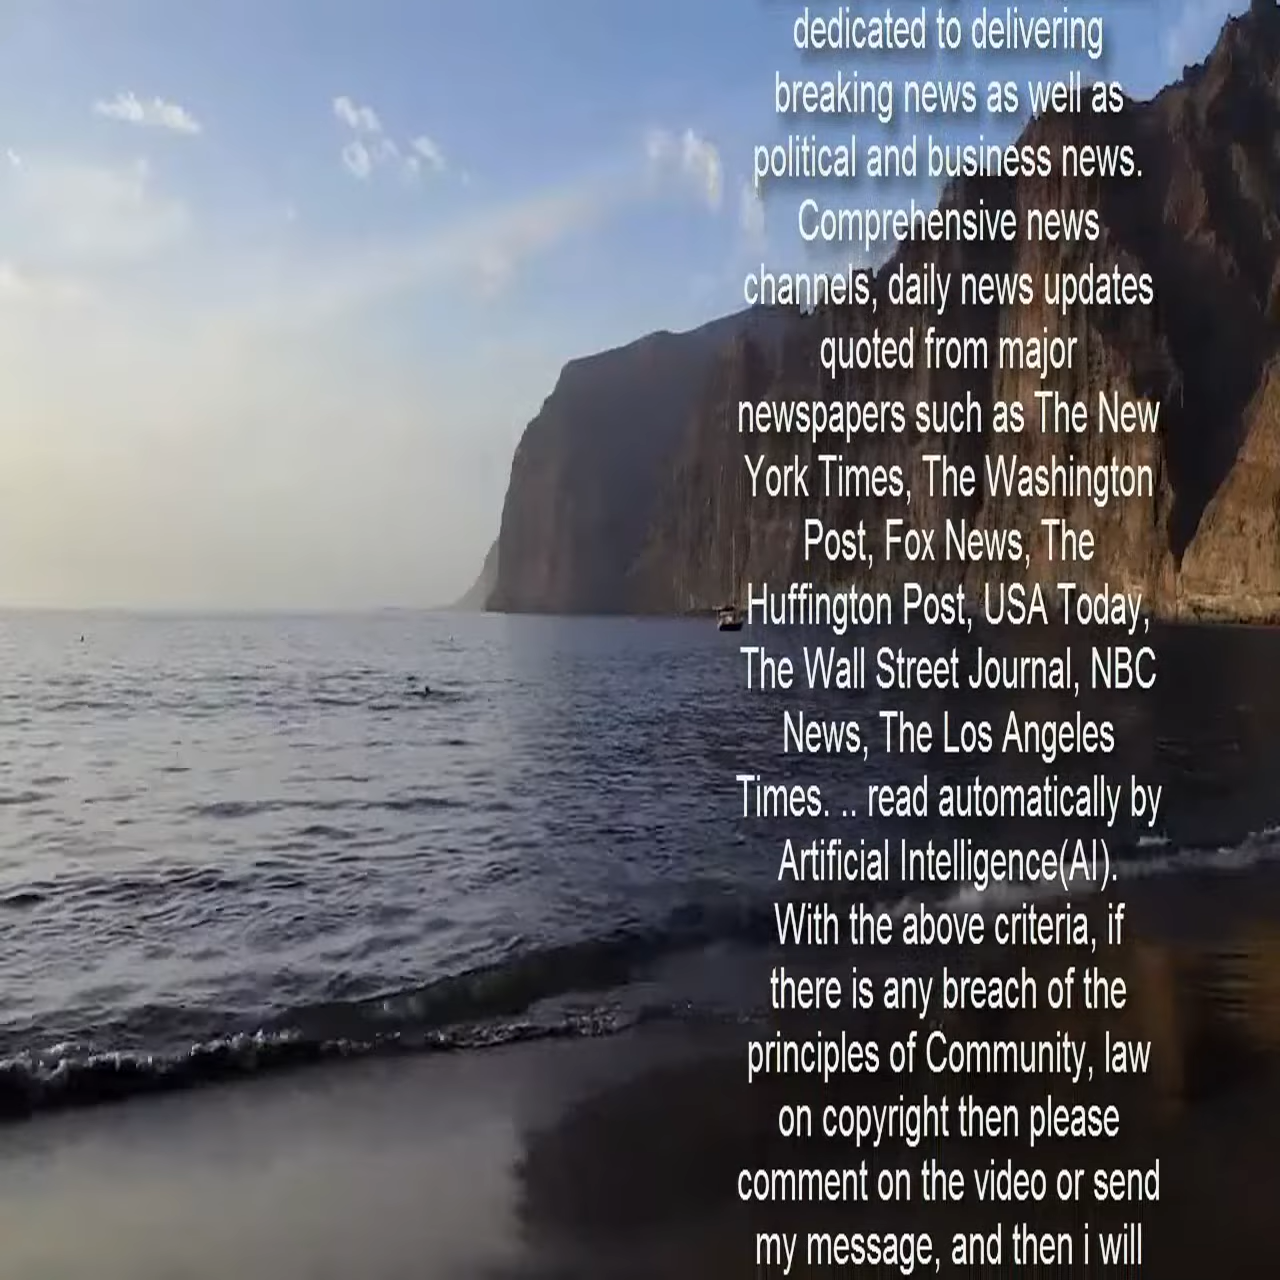 dedicated to delivering
breaking news as well as
political and business news.
Comprehensive news
channels, daily news updates
quoted from major
newspapers such as The New
York Times, The Washington
Post, Fox News, The
Huffington Post, USA Today,
The Wall Street Journal, NBC
News, The Los Angeles
Times. .. read automatically by
Artificial Intelligence(AI).
With the above criteria, if
there is any breach of the
principles of Community, law
on copyright then please
comment on the video or send
my message, and then i will